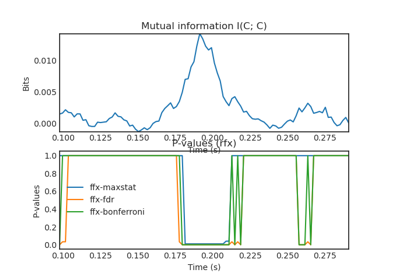 Mutual information I(C; C)
0.010
0.005
0.000
Bits
0.100 0.125 0.150 0.175 0.200 0.225 0.250 0.275
Time (s)
P-values (rfx)
1.0
0.8
0.6
0.4
0.2
0.0
P-values
ffx-maxstat
ffx-fdr
ffx-bonferroni
0.100 0.125 0.150 0.175 0.200 0.225 0.250 0.275
Time (s)